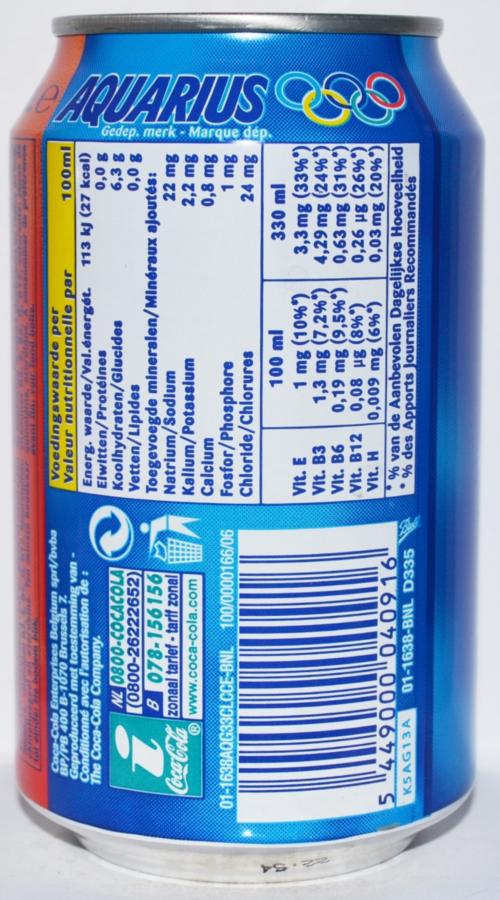 AQUARIUS
Gedep. merk - Marque dép.
Voedingswaarde per
Valeur nutritionnelle par 100ml
Energ. waarde/Val.énergét. 113 kJ (27 kcal)
Eiwitten/Protéines 0,0 g
Koolhydraten/Glucides 6,3 g
Vetten/Lipides 0,0 g
Toegevoegde mineralen/Minéraux ajoutés:
Natrium/Sodium 22 mg
Kalium/Potassium 2,2 mg
Calcium 0,8 mg
Fosfor/Phosphore 1 mg
Chloride/Chlorures 24 mg
100 ml 330 ml
Vit. E 1 mg (10%*) 3,3 mg (33%*)
Vit. B3 1,3 mg (7,2%*) 4,29 mg (24%*)
Vit. B6 0,19 mg (9,5%*) 0,63 mg (31%*)
Vit. B12 0,08 µg (8%*) 0,26 µg (26%*)
Vit. H 0,009 mg (6%*) 0,03 mg (20%*)
* % van de Aanbevolen Dagelijkse Hoeveelheid
* % des Apports Journaliers Recommandés
Coca-Cola Enterprises Belgium sprl/bvba
BP/PB 400 B-1070 Brussels 7.
Geproduceerd met toestemming van -
Conditionné avec l'autorisation de :
The Coca-Cola Company.
i
Coca-Cola ®
NL 0800-COCACOLA
(0800-26222652)
B 078-156156
zonaal tarief - tarif zonal
www.coca-cola.com
01-1638AQG33CLCCE-BNL 100/0000166/06
5 449000 040916
K5AG13A 01-1638-BNL D335